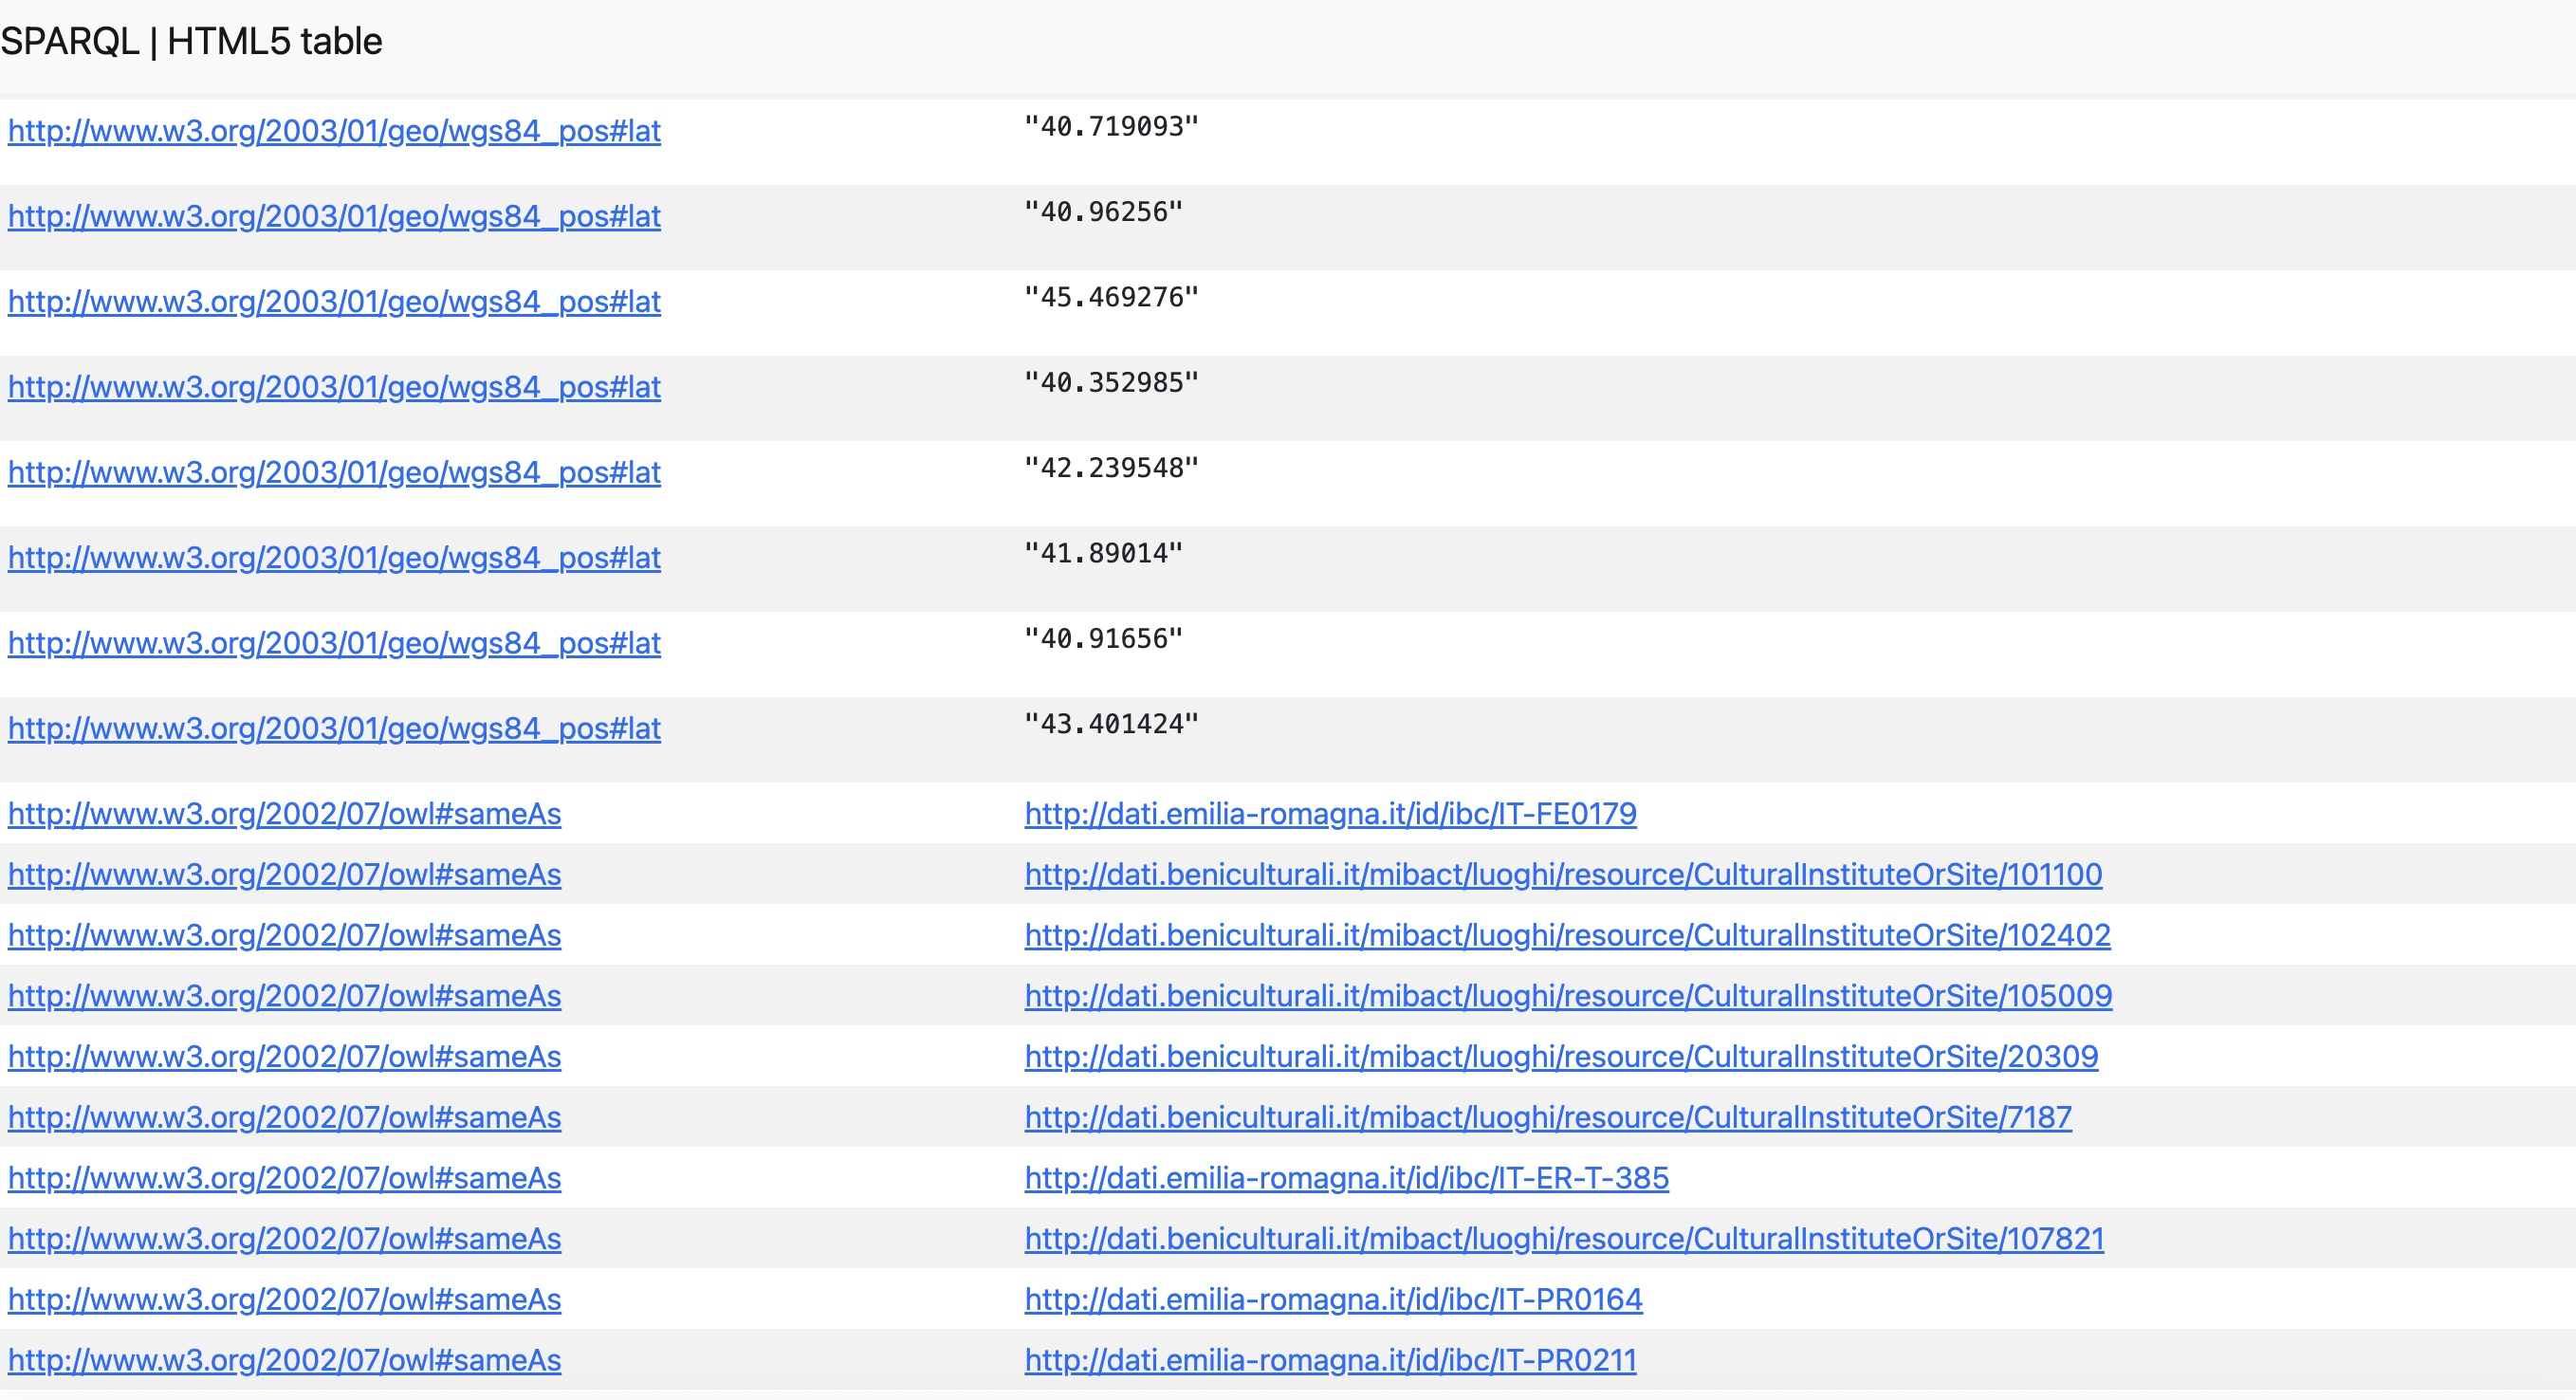 SPARQL | HTML5 table
http://www.w3.org/2003/01/geo/wgs84_pos#lat "40.719093"
http://www.w3.org/2003/01/geo/wgs84_pos#lat "40.96256"
http://www.w3.org/2003/01/geo/wgs84_pos#lat "45.469276"
http://www.w3.org/2003/01/geo/wgs84_pos#lat "40.352985"
http://www.w3.org/2003/01/geo/wgs84_pos#lat "42.239548"
http://www.w3.org/2003/01/geo/wgs84_pos#lat "41.89014"
http://www.w3.org/2003/01/geo/wgs84_pos#lat "40.91656"
http://www.w3.org/2003/01/geo/wgs84_pos#lat "43.401424"
http://www.w3.org/2002/07/owl#sameAs http://dati.emilia-romagna.it/id/ibc/IT-FE0179
http://www.w3.org/2002/07/owl#sameAs http://dati.beniculturali.it/mibact/luoghi/resource/CulturalInstituteOrSite/101100
http://www.w3.org/2002/07/owl#sameAs http://dati.beniculturali.it/mibact/luoghi/resource/CulturalInstituteOrSite/102402
http://www.w3.org/2002/07/owl#sameAs http://dati.beniculturali.it/mibact/luoghi/resource/CulturalInstituteOrSite/105009
http://www.w3.org/2002/07/owl#sameAs http://dati.beniculturali.it/mibact/luoghi/resource/CulturalInstituteOrSite/20309
http://www.w3.org/2002/07/owl#sameAs http://dati.beniculturali.it/mibact/luoghi/resource/CulturalInstituteOrSite/7187
http://www.w3.org/2002/07/owl#sameAs http://dati.emilia-romagna.it/id/ibc/IT-ER-T-385
http://www.w3.org/2002/07/owl#sameAs http://dati.beniculturali.it/mibact/luoghi/resource/CulturalInstituteOrSite/107821
http://www.w3.org/2002/07/owl#sameAs http://dati.emilia-romagna.it/id/ibc/IT-PR0164
http://www.w3.org/2002/07/owl#sameAs http://dati.emilia-romagna.it/id/ibc/IT-PR0211